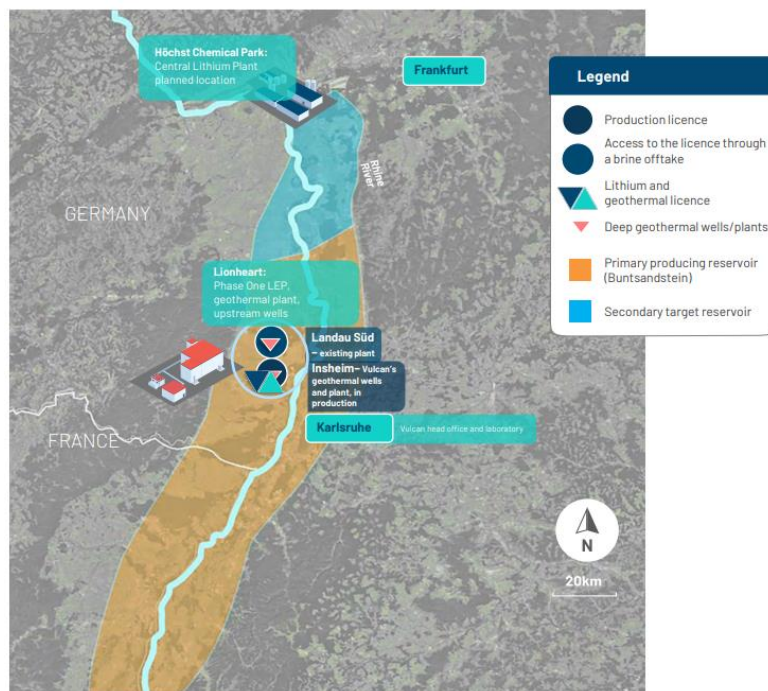 Höchst Chemical Park:
Central Lithium Plant
planned location
Frankfurt
Rhine
River
GERMANY
Lionheart:
Phase One LEP,
geothermal plant,
upstream wells
Landau Süd
– existing plant
Insheim– Vulcan's
geothermal wells
and plant, in
production
FRANCE
Karlsruhe
Vulcan head office and laboratory
N
20km
Legend
Production licence
Access to the licence through
a brine offtake
Lithium and
geothermal licence
Deep geothermal wells/plants
Primary producing reservoir
(Buntsandstein)
Secondary target reservoir